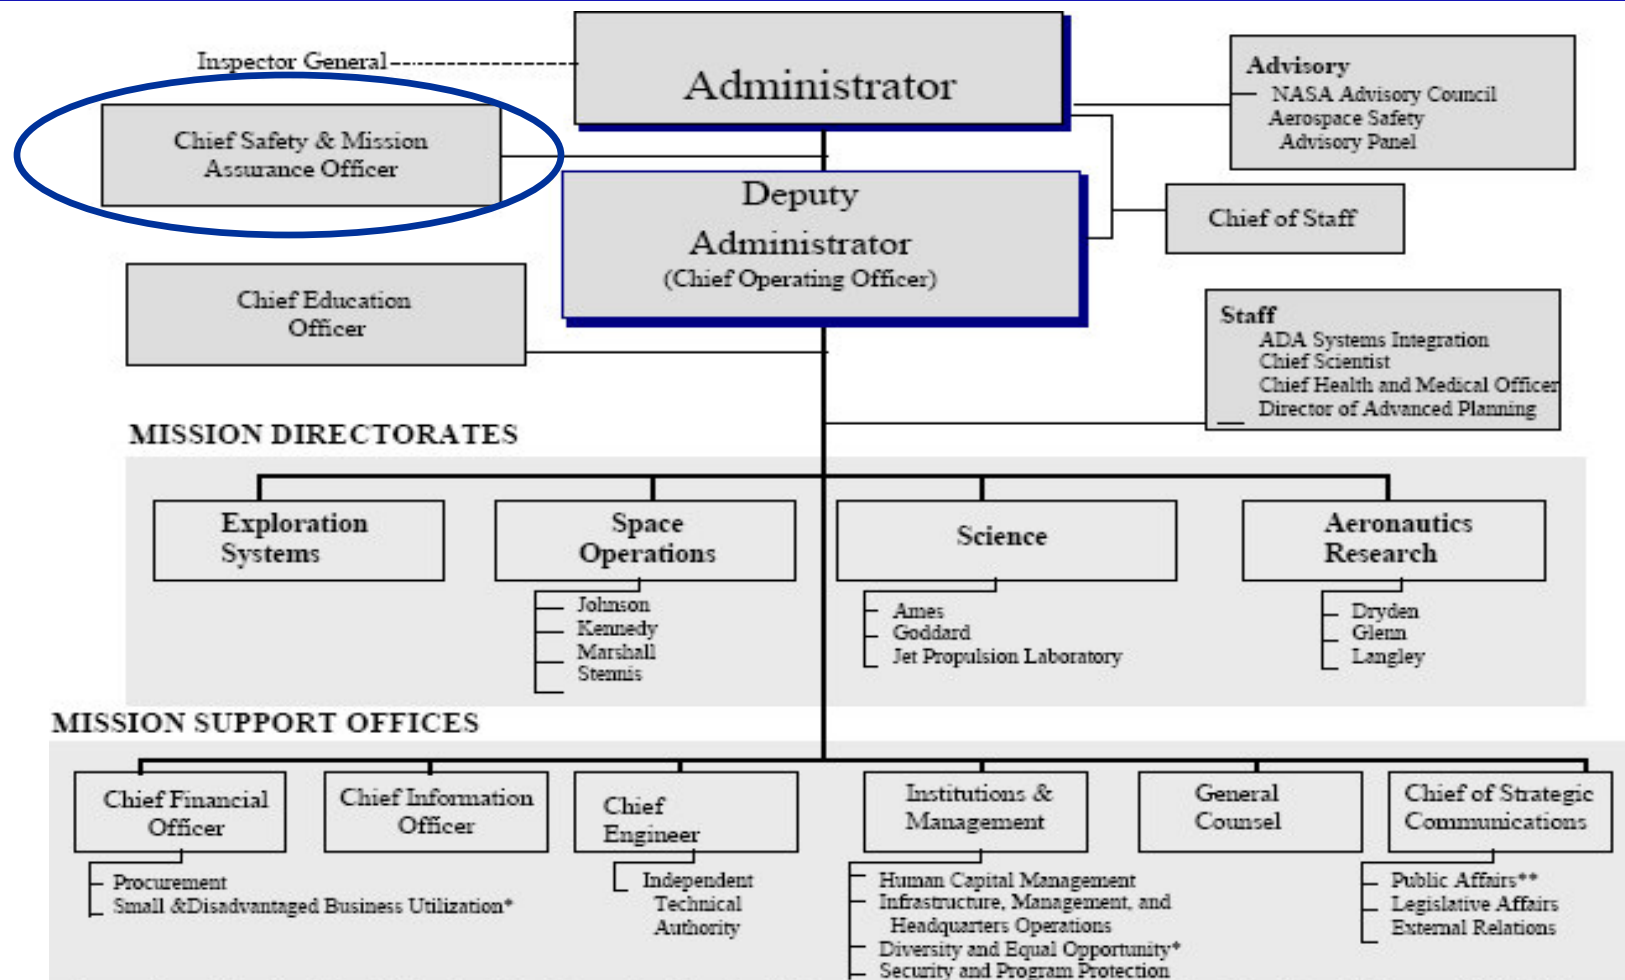 Inspector General
Administrator
Advisory
NASA Advisory Council
Aerospace Safety
Advisory Panel
Chief Safety & Mission
Assurance Officer
Deputy
Administrator
(Chief Operating Officer)
Chief of Staff
Chief Education
Officer
Staff
ADA Systems Integration
Chief Scientist
Chief Health and Medical Officer
Director of Advanced Planning
MISSION DIRECTORATES
Exploration
Systems
Space
Operations
Johnson
Kennedy
Marshall
Stennis
Science
Ames
Goddard
Jet Propulsion Laboratory
Aeronautics
Research
Dryden
Glenn
Langley
MISSION SUPPORT OFFICES
Chief Financial
Officer
Procurement
Small &Disadvantaged Business Utilization*
Chief Information
Officer
Chief
Engineer
Independent
Technical
Authority
Institutions &
Management
Human Capital Management
Infrastructure, Management, and
Headquarters Operations
Diversity and Equal Opportunity*
Security and Program Protection
General
Counsel
Chief of Strategic
Communications
Public Affairs**
Legislative Affairs
External Relations